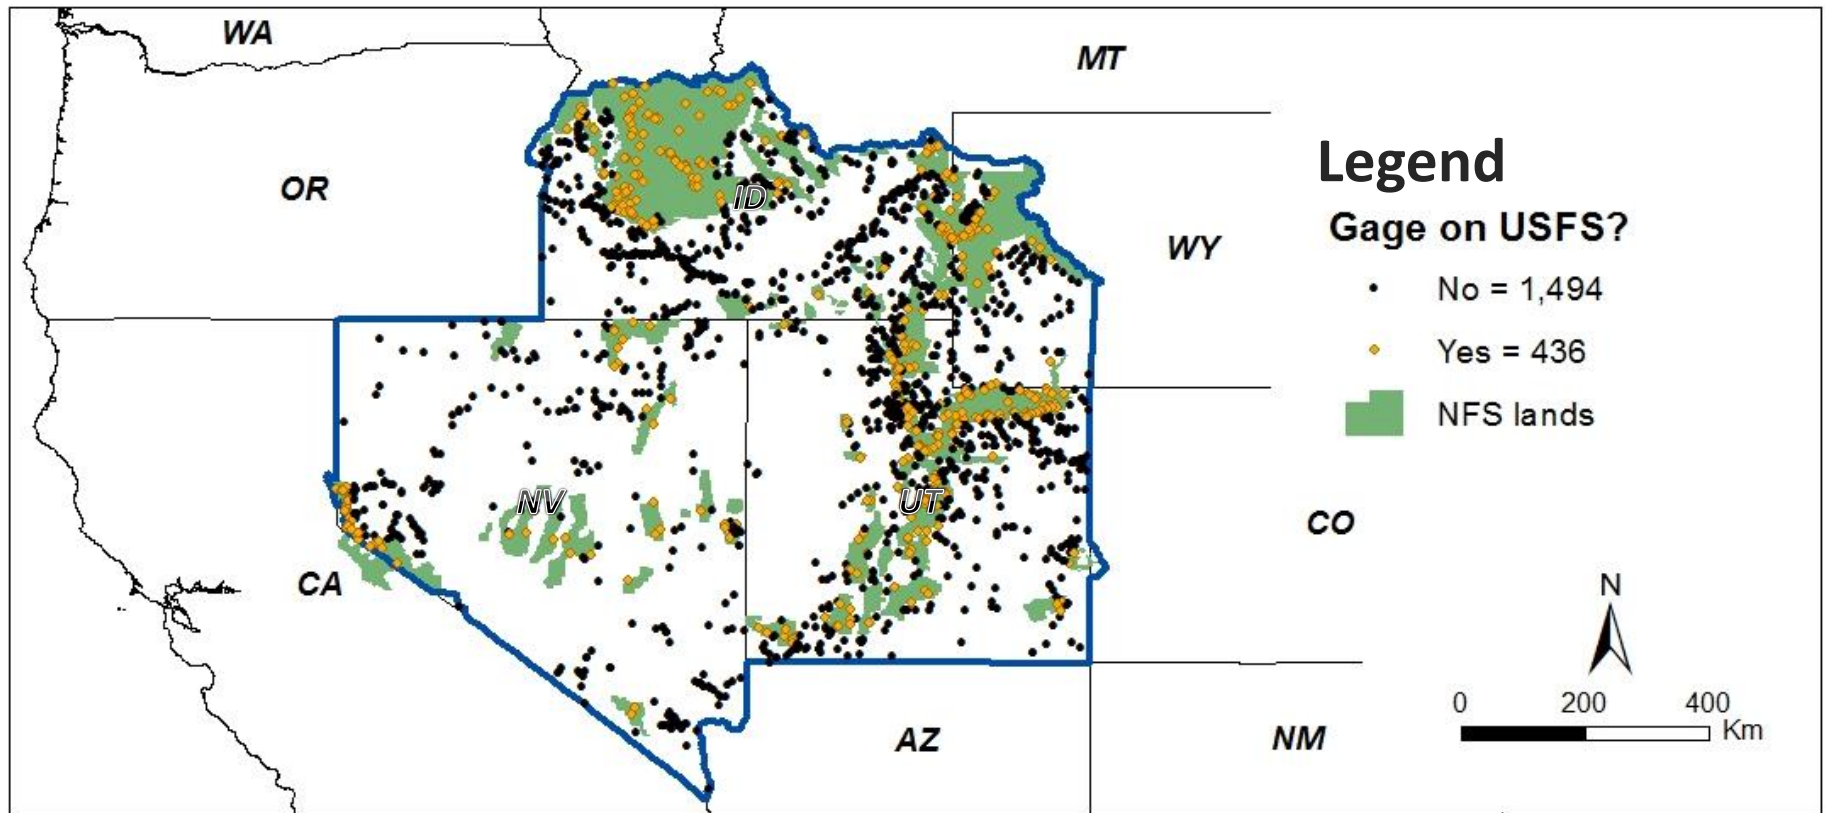 WA
MT
OR
ID
WY
Legend
Gage on USFS?
No = 1,494
Yes = 436
NFS lands
NV
UT
CO
CA
N
0 200 400
Km
AZ
NM